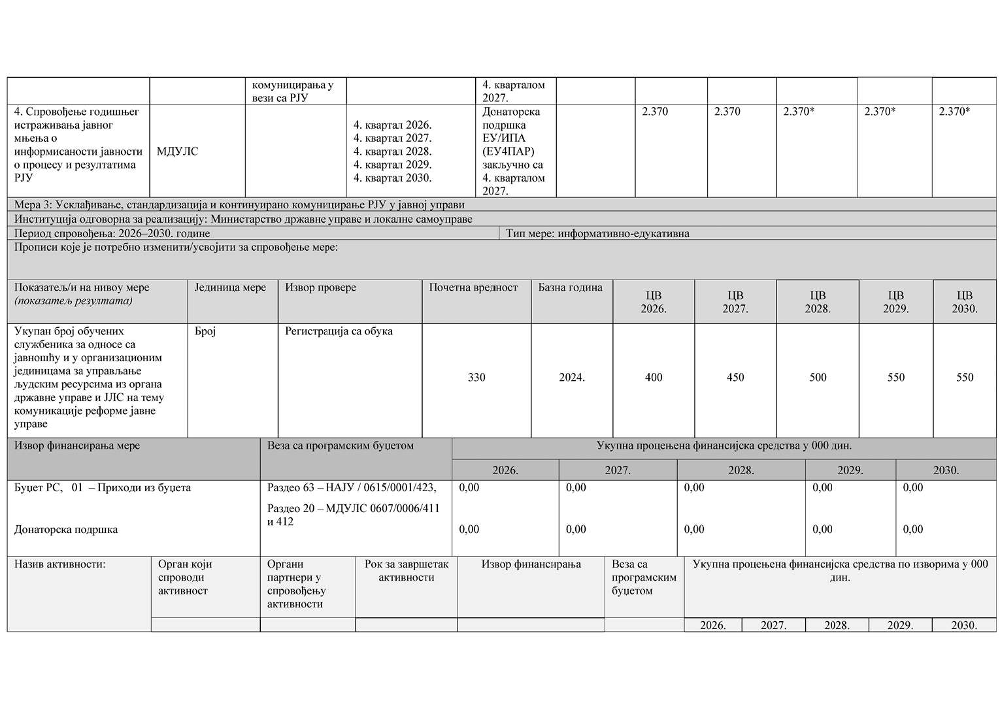 комуницирања у
вези са РЈУ
4. кварталом
2027.
4. Спровођење годишњег
истраживања јавног
мњења о
информисаности јавности
о процесу и резултатима
РЈУ
МДУЛС
4. квартал 2026.
4. квартал 2027.
4. квартал 2028.
4. квартал 2029.
4. квартал 2030.
Донаторска
подршка
ЕУ/ИПА
(ЕУ4ПАР)
закључно са
4. кварталом
2027.
2.370
2.370
2.370*
2.370*
2.370*
Мера 3: Усклађивање, стандардизација и континуирано комуницирање РЈУ у јавној управи
Институција одговорна за реализацију: Министарство државне управе и локалне самоуправе
Период спровођења: 2026–2030. године
Тип мере: информативно-едукативна
Прописи које је потребно изменити/усвојити за спровођење мере:
Показатељ/и на нивоу мере
(показатељ резултата)
Јединица мере
Извор провере
Почетна вредност
Базна година
ЦВ
2026.
ЦВ
2027.
ЦВ
2028.
ЦВ
2029.
ЦВ
2030.
Укупан број обучених
службеника за односе са
јавношћу и у организационим
јединицама за управљање
људским ресурсима из органа
државне управе и ЈЛС на тему
комуникације реформе јавне
управе
Број
Регистрација са обука
330
2024.
400
450
500
550
550
Извор финансирања мере
Веза са програмским буџетом
Укупна процењена финансијска средства у 000 дин.
2026.
2027.
2028.
2029.
2030.
Буџет РС, 01 – Приходи из буџета
Раздео 63 – НАЈУ / 0615/0001/423,
Раздео 20 – МДУЛС 0607/0006/411
и 412
0,00
0,00
0,00
0,00
0,00
Донаторска подршка
0,00
0,00
0,00
0,00
0,00
Назив активности:
Орган који
спроводи
активност
Органи
партнери у
спровођењу
активности
Рок за завршетак
активности
Извор финансирања
Веза са
програмским
буџетом
Укупна процењена финансијска средства по изворима у 000
дин.
2026.
2027.
2028.
2029.
2030.